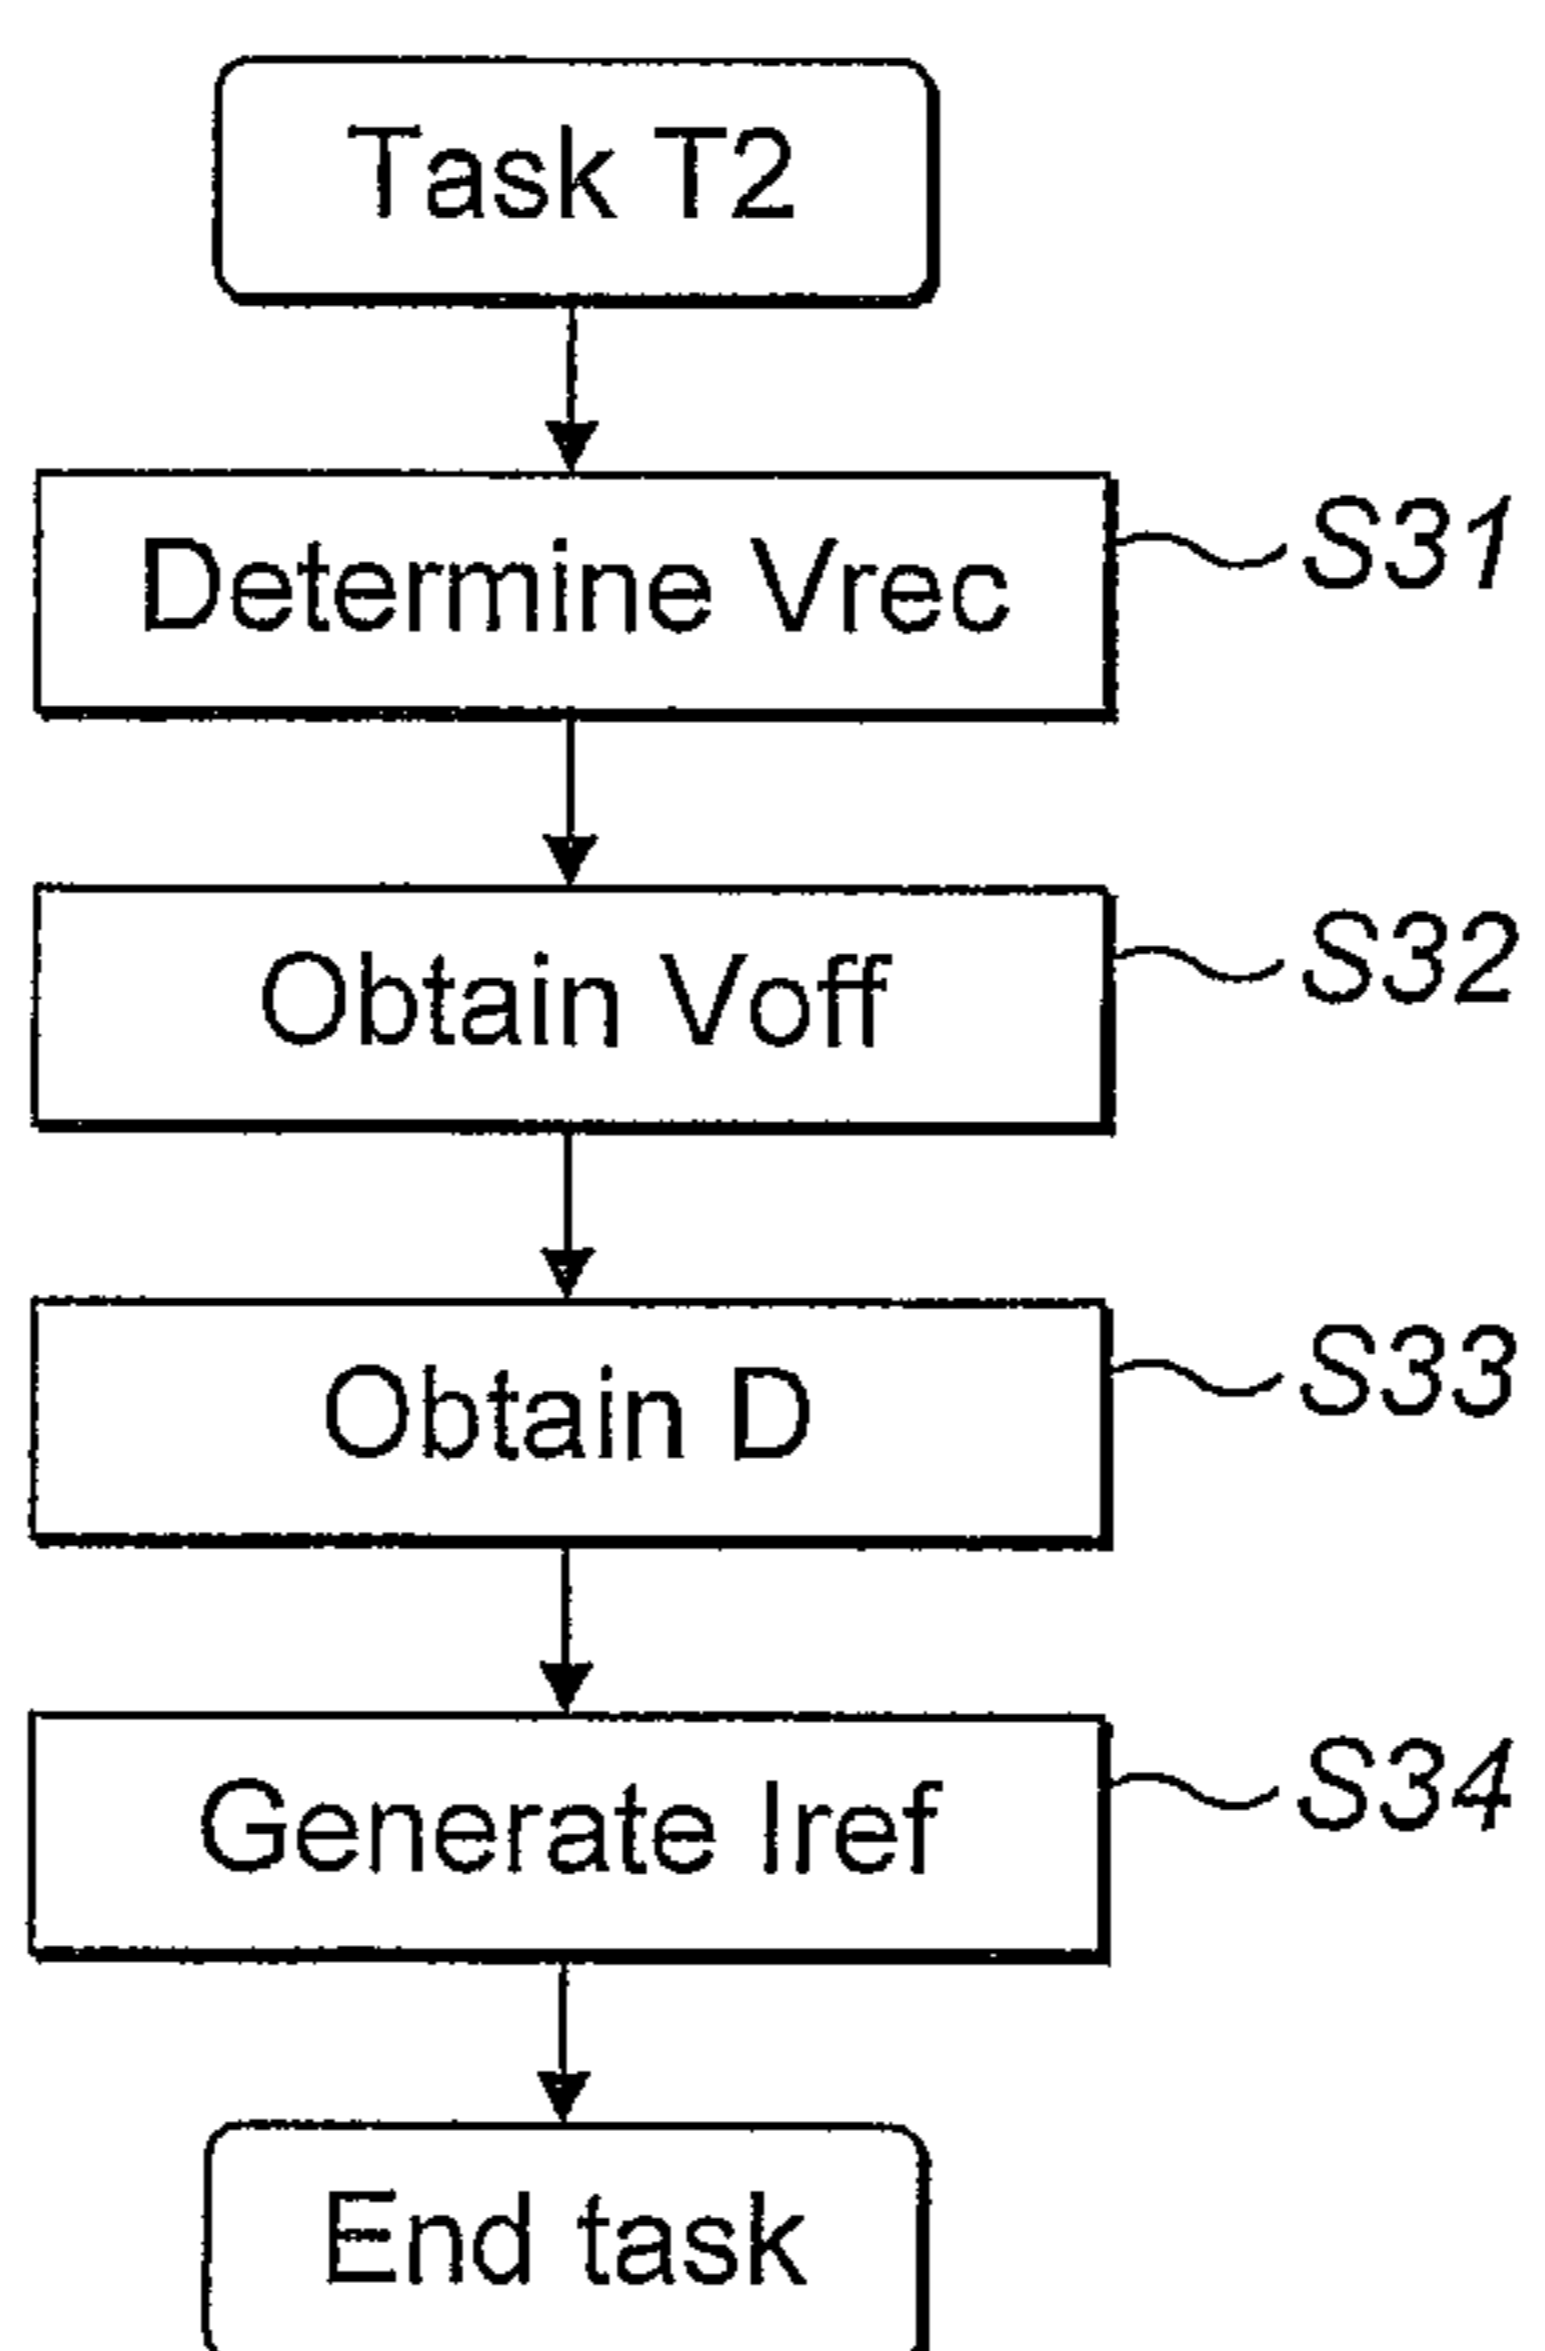 Task T2
Determine Vrec
S31
Obtain Voff
S32
Obtain D
S33
Generate Iref
S34
End task